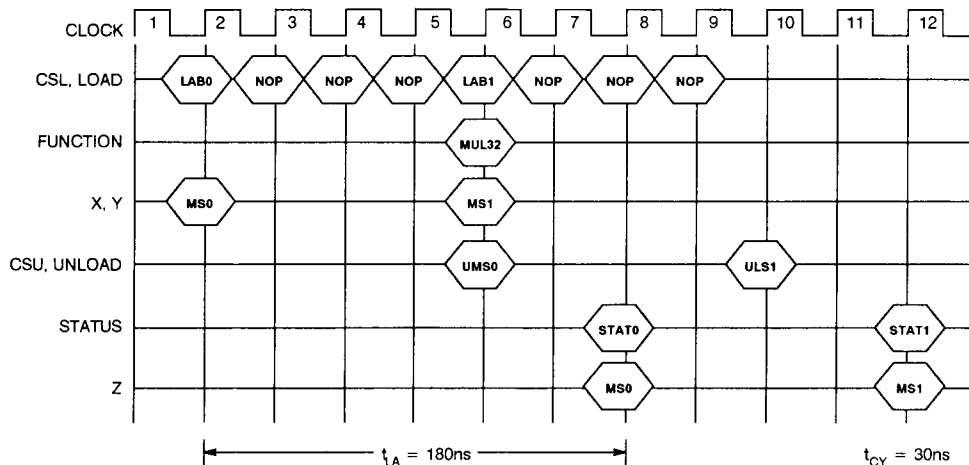 CLOCK 1 2 3 4 5 6 7 8 9 10 11 12
CSL, LOAD LAB0 NOP NOP NOP LAB1 NOP NOP NOP
FUNCTION MUL32
X, Y MS0 MS1
CSU, UNLOAD UMS0 ULS1
STATUS STAT0 STAT1
Z MS0 MS1
tLA = 180ns tCY = 30ns